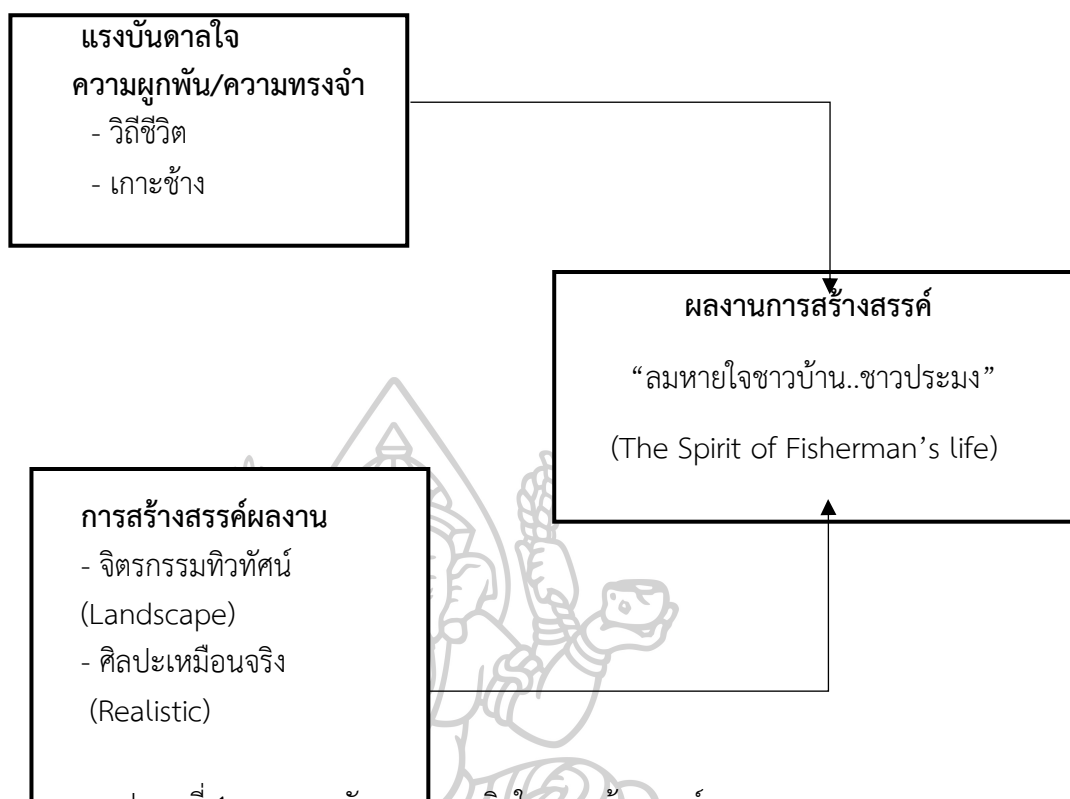 แรงบันดาลใจ
ความผูกพัน/ความทรงจำ
- วิถีชีวิต
- เกาะช้าง
ผลงานการสร้างสรรค์
“ลมหายใจชาวบ้าน..ชาวประมง”
(The Spirit of Fisherman’s life)
การสร้างสรรค์ผลงาน
- จิตรกรรมทิวทัศน์
(Landscape)
- ศิลปะเหมือนจริง
(Realistic)